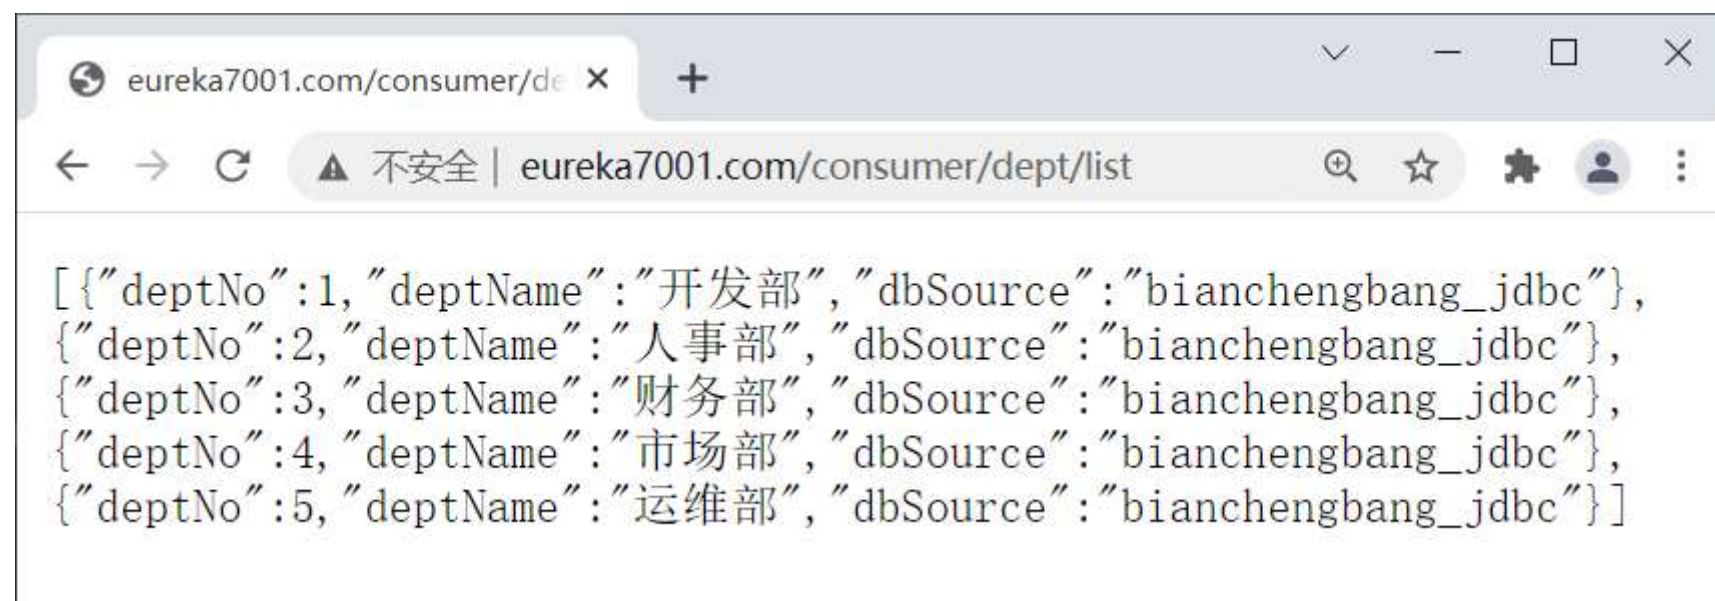 eureka7001.com/consumer/de
不安全 | eureka7001.com/consumer/dept/list
[{"deptNo":1,"deptName":"开发部","dbSource":"bianchengbang_jdbc"},
{"deptNo":2,"deptName":"人事部","dbSource":"bianchengbang_jdbc"},
{"deptNo":3,"deptName":"财务部","dbSource":"bianchengbang_jdbc"},
{"deptNo":4,"deptName":"市场部","dbSource":"bianchengbang_jdbc"},
{"deptNo":5,"deptName":"运维部","dbSource":"bianchengbang_jdbc"}]